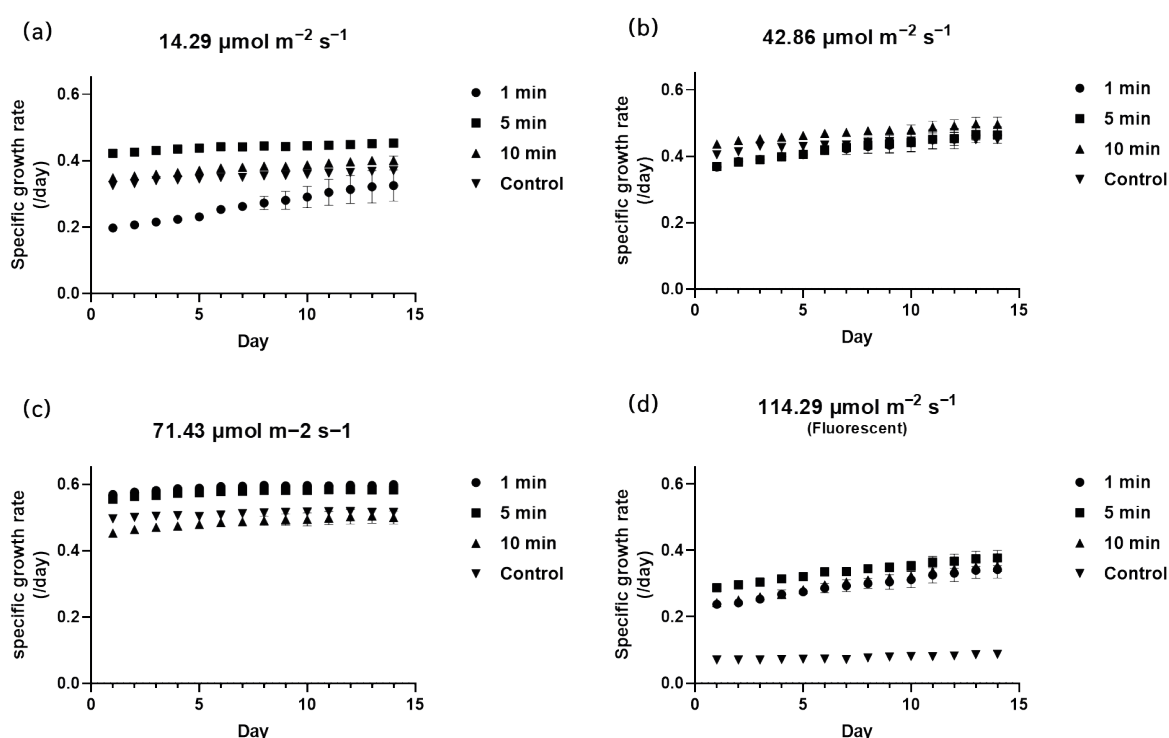 (a)
14.29 µmol m⁻² s⁻¹
Specific growth rate
(/day)
0.6
0.4
0.2
0.0
0
5
10
15
Day
1 min
5 min
10 min
Control
(b)
42.86 µmol m⁻² s⁻¹
specific growth rate
(/day)
0.6
0.4
0.2
0.0
0
5
10
15
Day
1 min
5 min
10 min
Control
(c)
71.43 µmol m−2 s−1
specific growth rate
(/day)
0.6
0.4
0.2
0.0
0
5
10
15
Day
1 min
5 min
10 min
Control
(d)
114.29 µmol m⁻² s⁻¹
(Fluorescent)
Specific growth rate
(/day)
0.6
0.4
0.2
0.0
0
5
10
15
Day
1 min
5 min
10 min
Control